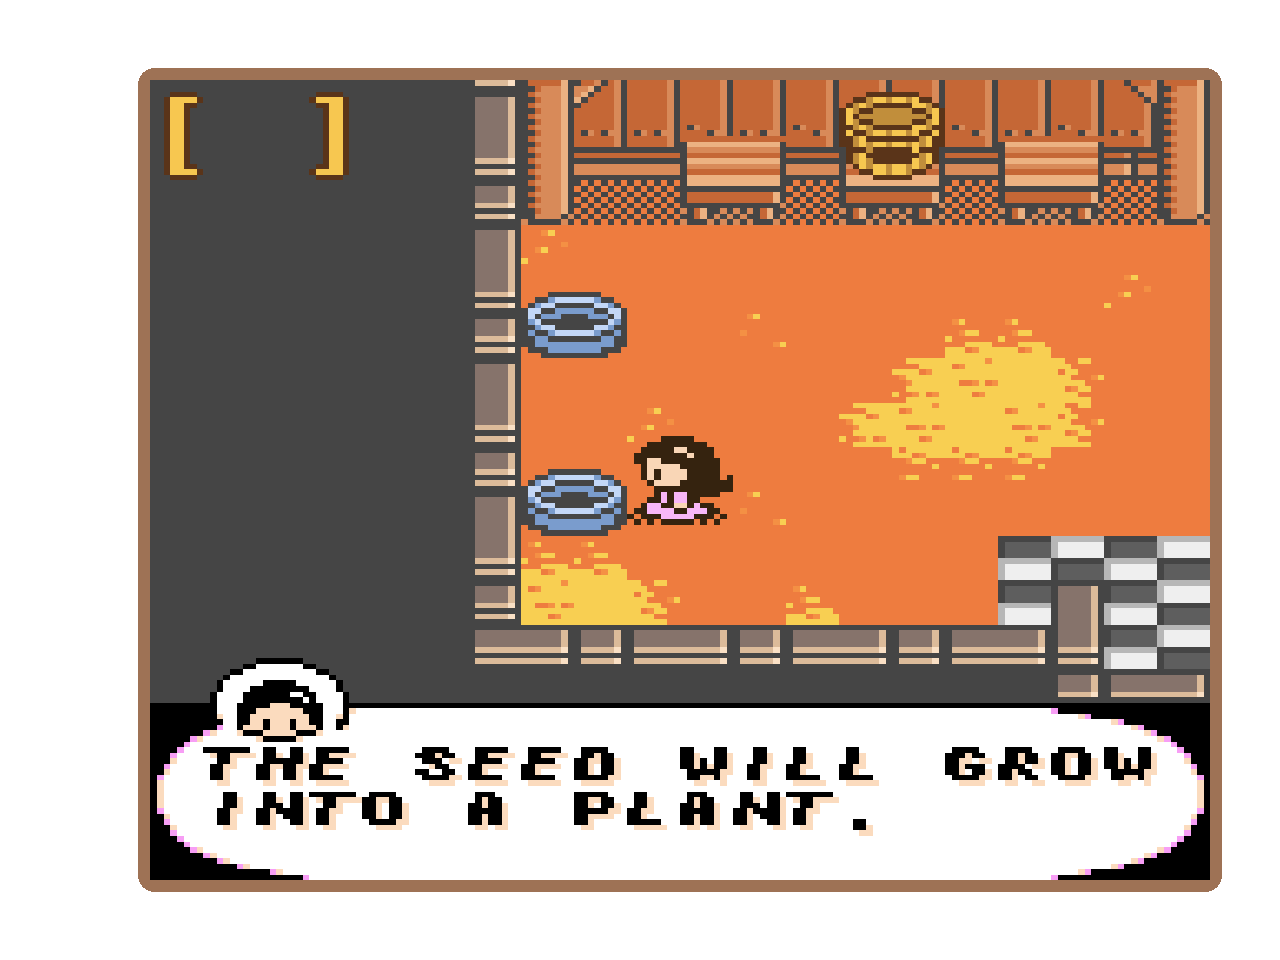 [ ]
THE SEED WILL GROW
INTO A PLANT.